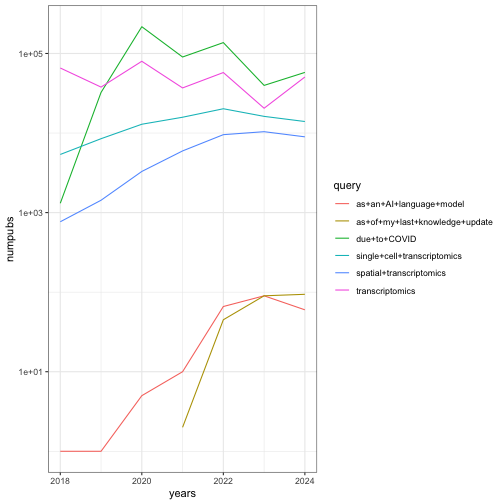 1e+05
1e+03
1e+01
numpubs
2018
2020
2022
2024
years
query
as+an+AI+language+model
as+of+my+last+knowledge+update
due+to+COVID
single+cell+transcriptomics
spatial+transcriptomics
transcriptomics